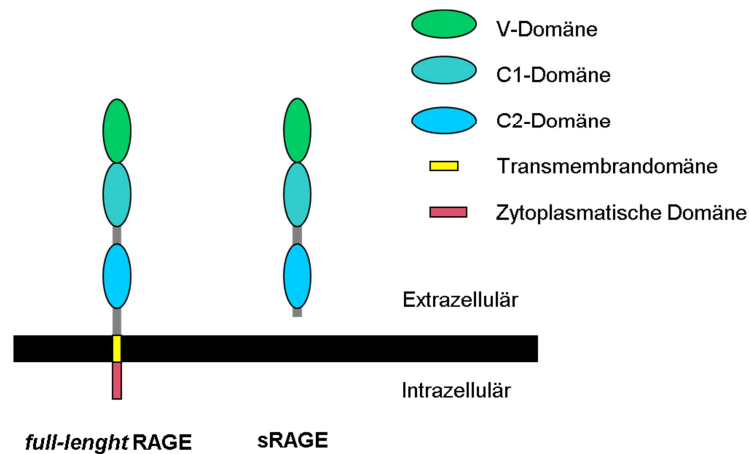 V-Domäne
C1-Domäne
C2-Domäne
Transmembrandomäne
Zytoplasmatische Domäne
Extrazellulär
Intrazellulär
full-lenght RAGE
sRAGE